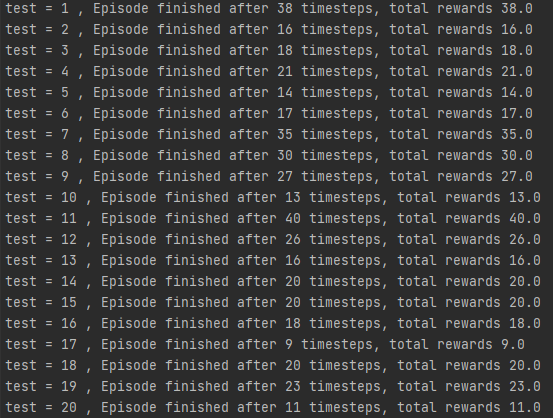 test = 1 , Episode finished after 38 timesteps, total rewards 38.0
test = 2 , Episode finished after 16 timesteps, total rewards 16.0
test = 3 , Episode finished after 18 timesteps, total rewards 18.0
test = 4 , Episode finished after 21 timesteps, total rewards 21.0
test = 5 , Episode finished after 14 timesteps, total rewards 14.0
test = 6 , Episode finished after 17 timesteps, total rewards 17.0
test = 7 , Episode finished after 35 timesteps, total rewards 35.0
test = 8 , Episode finished after 30 timesteps, total rewards 30.0
test = 9 , Episode finished after 27 timesteps, total rewards 27.0
test = 10 , Episode finished after 13 timesteps, total rewards 13.0
test = 11 , Episode finished after 40 timesteps, total rewards 40.0
test = 12 , Episode finished after 26 timesteps, total rewards 26.0
test = 13 , Episode finished after 16 timesteps, total rewards 16.0
test = 14 , Episode finished after 20 timesteps, total rewards 20.0
test = 15 , Episode finished after 20 timesteps, total rewards 20.0
test = 16 , Episode finished after 18 timesteps, total rewards 18.0
test = 17 , Episode finished after 9 timesteps, total rewards 9.0
test = 18 , Episode finished after 20 timesteps, total rewards 20.0
test = 19 , Episode finished after 23 timesteps, total rewards 23.0
test = 20 , Episode finished after 11 timesteps, total rewards 11.0